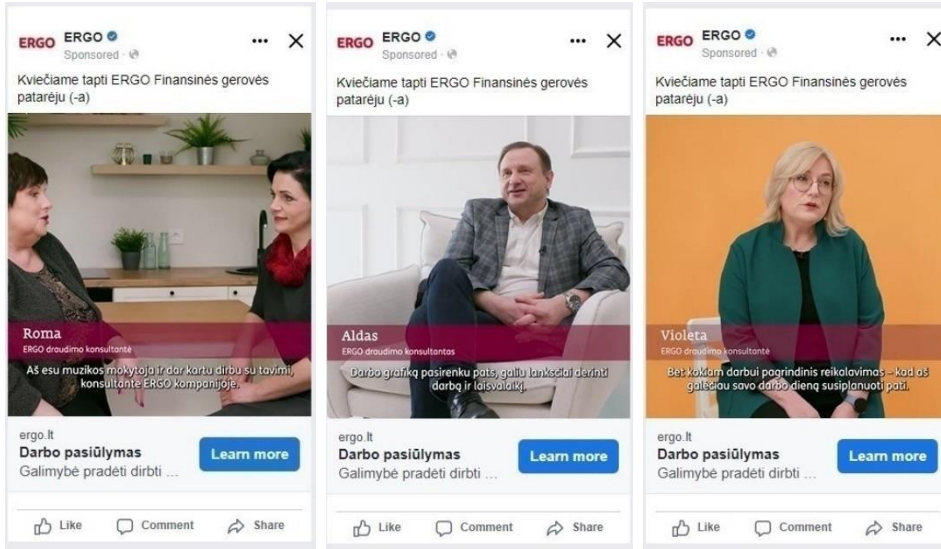 ERGO
ERGO
Sponsored ·
Kviečiame tapti ERGO Finansinės gerovės
patarėju (-a)
Roma
ERGO draudimo konsultantė
Aš esu muzikos mokytoja ir dar kartu dirbu su tavimi,
konsultante ERGO kompanijoje.
ergo.lt
Darbo pasiūlymas
Galimybė pradėti dirbti ...
Learn more
Like
Comment
Share
ERGO
ERGO
Sponsored ·
Kviečiame tapti ERGO Finansinės gerovės
patarėju (-a)
Aldas
ERGO draudimo konsultantas
Darbo grafiką pasirenku pats, galiu lanksčiai derinti
darbą ir laisvalaikį.
ergo.lt
Darbo pasiūlymas
Galimybė pradėti dirbti ...
Learn more
Like
Comment
Share
ERGO
ERGO
Sponsored ·
Kviečiame tapti ERGO Finansinės gerovės
patarėju (-a)
Violeta
ERGO draudimo konsultantė
Bet kokiam darbui pagrindinis reikalavimas – kad aš
galėčiau savo darbo dieną susiplanuoti pati.
ergo.lt
Darbo pasiūlymas
Galimybė pradėti dirbti ...
Learn more
Like
Comment
Share